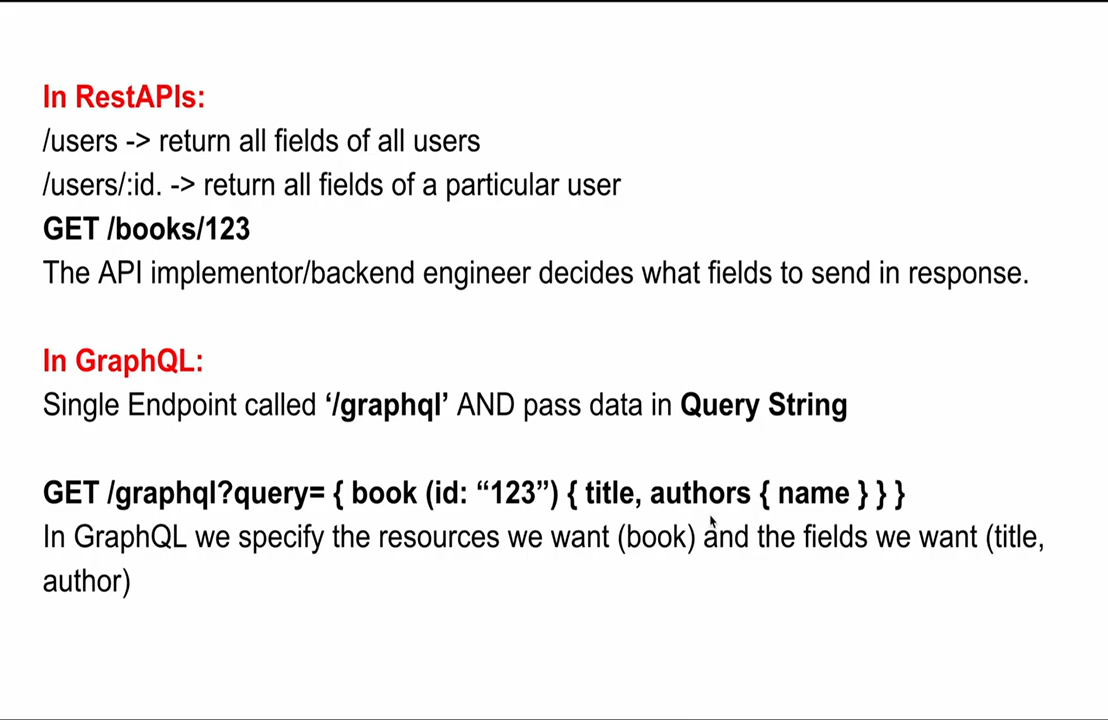 In RestAPIs:
/users -> return all fields of all users
/users/:id. -> return all fields of a particular user
GET /books/123
The API implementor/backend engineer decides what fields to send in response.
In GraphQL:
Single Endpoint called ‘/graphql’ AND pass data in Query String
GET /graphql?query= { book (id: “123”) { title, authors { name } } }
In GraphQL we specify the resources we want (book) and the fields we want (title,
author)